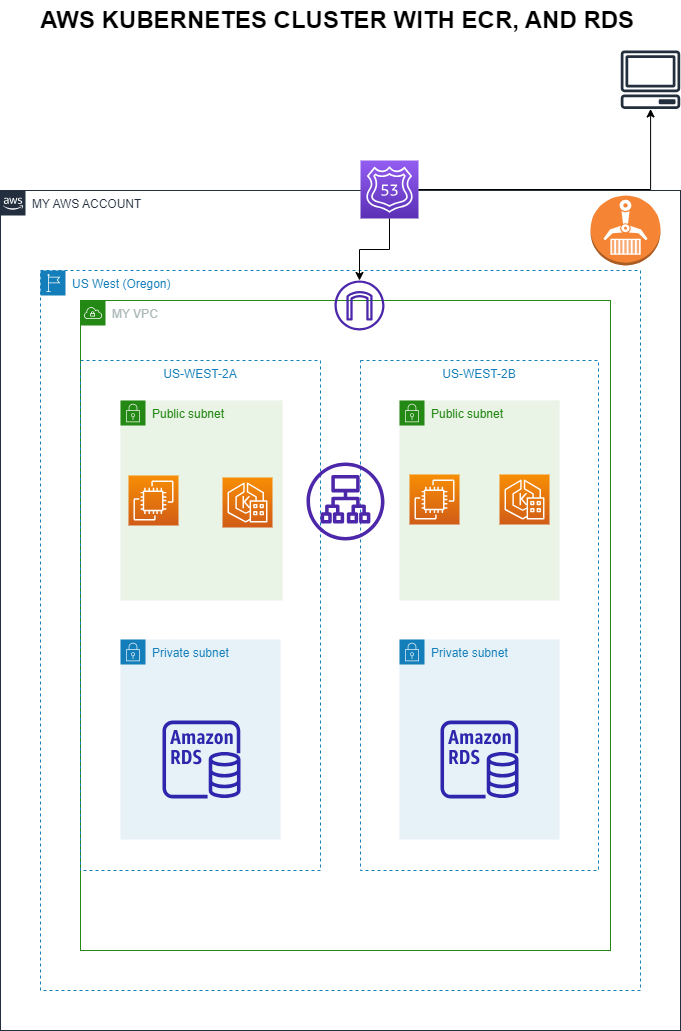 AWS KUBERNETES CLUSTER WITH ECR, AND RDS
53
aws
MY AWS ACCOUNT
US West (Oregon)
MY VPC
US-WEST-2A
US-WEST-2B
Public subnet
Public subnet
K
K
Private subnet
Private subnet
Amazon
RDS
Amazon
RDS